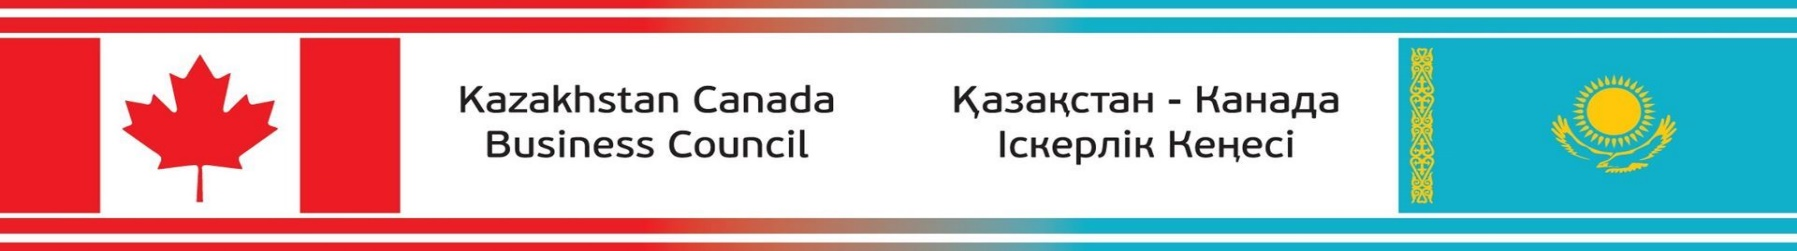 Kazakhstan Canada
Business Council
Қазақстан - Канада
Іскерлік Кеңесі